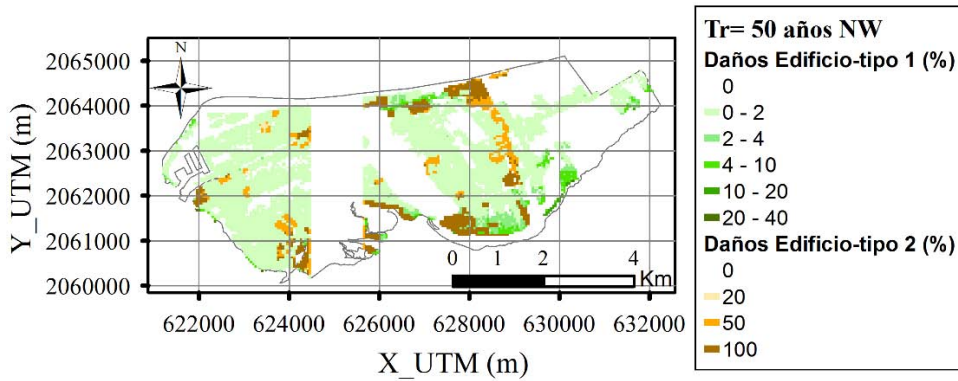 N
2065000
2064000
2063000
2062000
2061000
2060000
Y_UTM (m)
622000 624000 626000 628000 630000 632000
X_UTM (m)
0 2 4
Km
Tr= 50 años NW
Daños Edificio-tipo 1 (%)
0
0 - 2
2 - 4
4 - 10
10 - 20
20 - 40
Daños Edificio-tipo 2 (%)
0
20
50
100